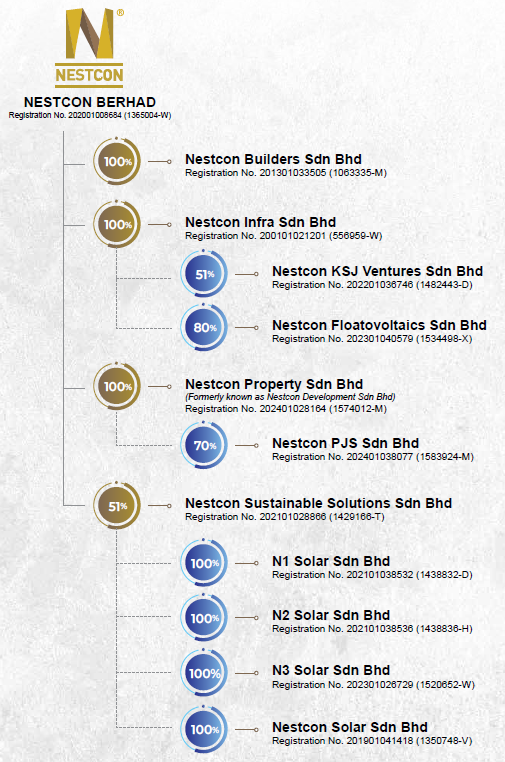 N®
NESTCON
NESTCON BERHAD
Registration No. 202001008684 (1365004-W)
100%
Nestcon Builders Sdn Bhd
Registration No. 201301033505 (1063335-M)
100%
Nestcon Infra Sdn Bhd
Registration No. 200101021201 (556959-W)
51%
Nestcon KSJ Ventures Sdn Bhd
Registration No. 202201036746 (1482443-D)
80%
Nestcon Floatovoltaics Sdn Bhd
Registration No. 202301040579 (1534498-X)
100%
Nestcon Property Sdn Bhd
(Formerly known as Nestcon Development Sdn Bhd)
Registration No. 202401028164 (1574012-M)
70%
Nestcon PJS Sdn Bhd
Registration No. 202401038077 (1583924-M)
51%
Nestcon Sustainable Solutions Sdn Bhd
Registration No. 202101028866 (1429166-T)
100%
N1 Solar Sdn Bhd
Registration No. 202101038532 (1438832-D)
100%
N2 Solar Sdn Bhd
Registration No. 202101038536 (1438836-H)
100%
N3 Solar Sdn Bhd
Registration No. 202301026729 (1520652-W)
100%
Nestcon Solar Sdn Bhd
Registration No. 201901041418 (1350748-V)